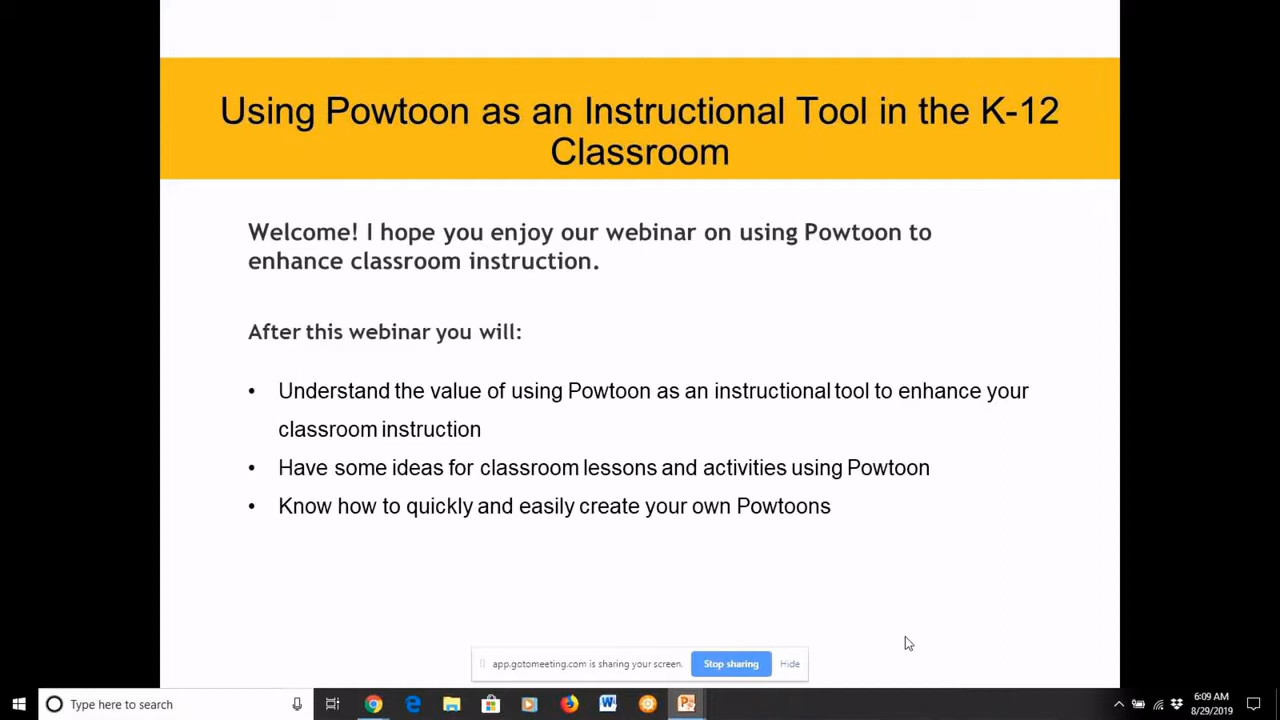 Using Powtoon as an Instructional Tool in the K-12
Classroom
Welcome! I hope you enjoy our webinar on using Powtoon to
enhance classroom instruction.
After this webinar you will:
• Understand the value of using Powtoon as an instructional tool to enhance your
classroom instruction
• Have some ideas for classroom lessons and activities using Powtoon
• Know how to quickly and easily create your own Powtoons
app.gotomeeting.com is sharing your screen. Stop sharing Hide
Type here to search
6:09 AM
8/29/2019